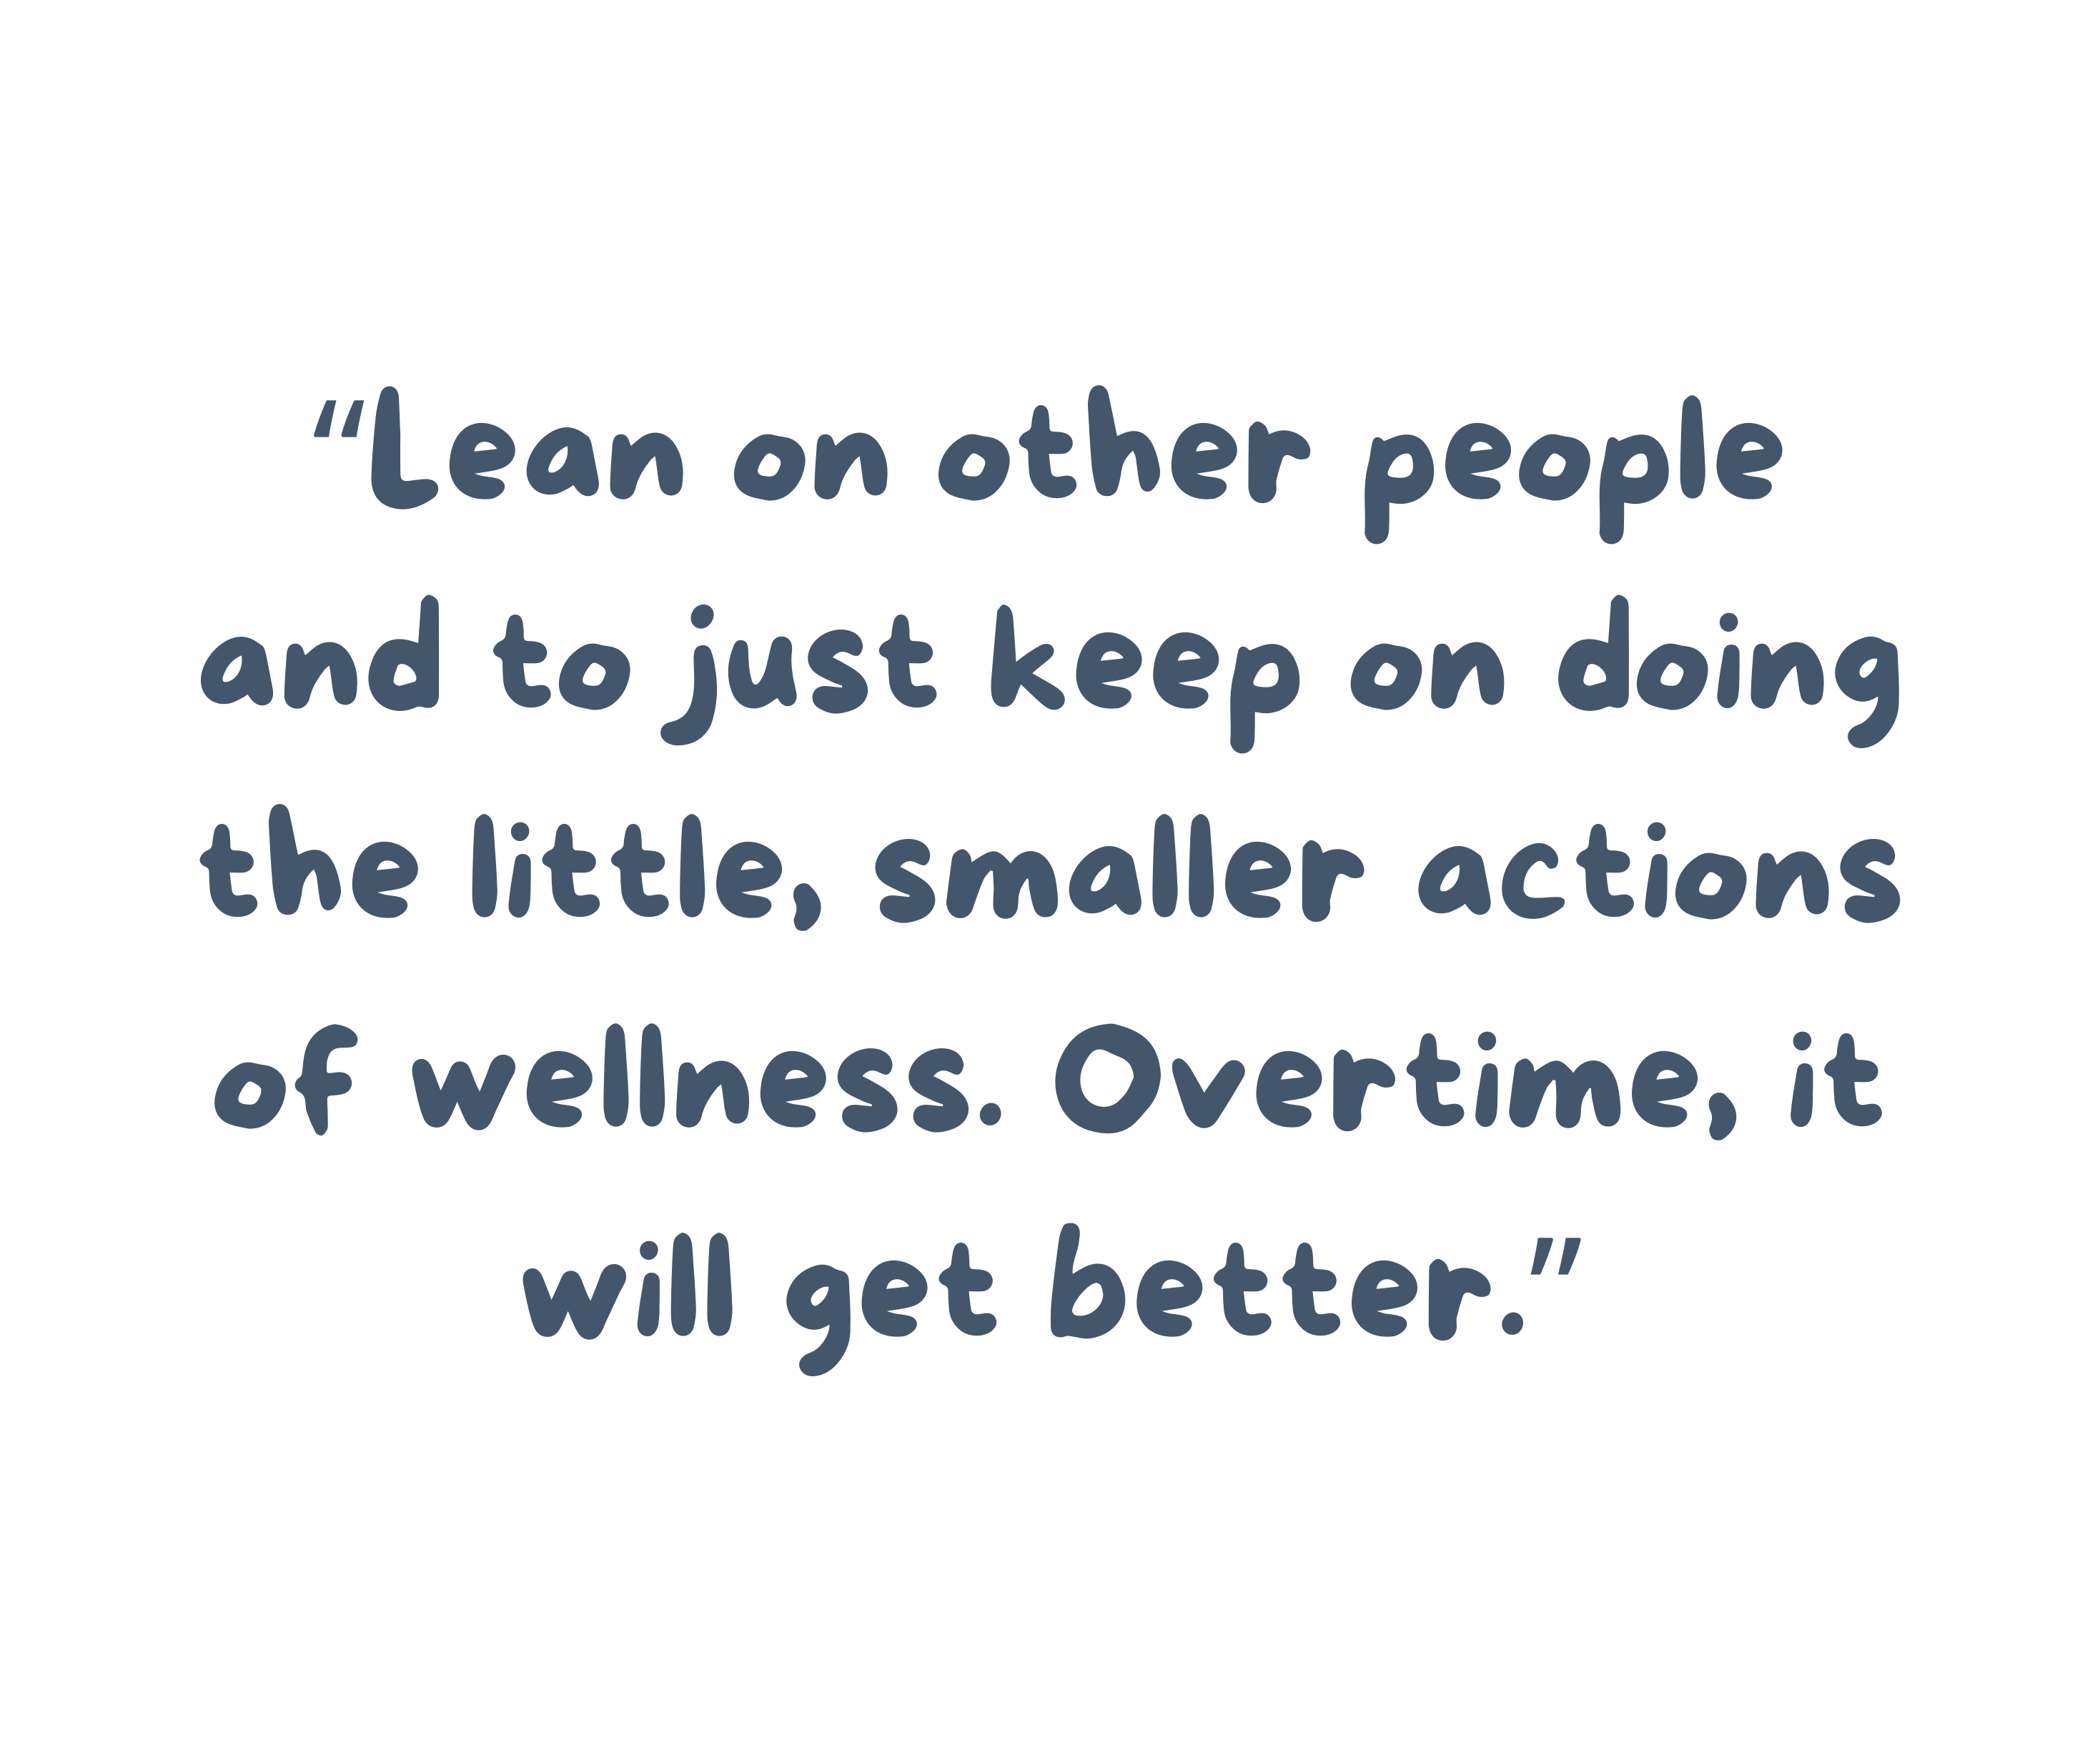 “Lean on other people
and to just keep on doing
the little, smaller actions
of wellness. Overtime, it
will get better.”